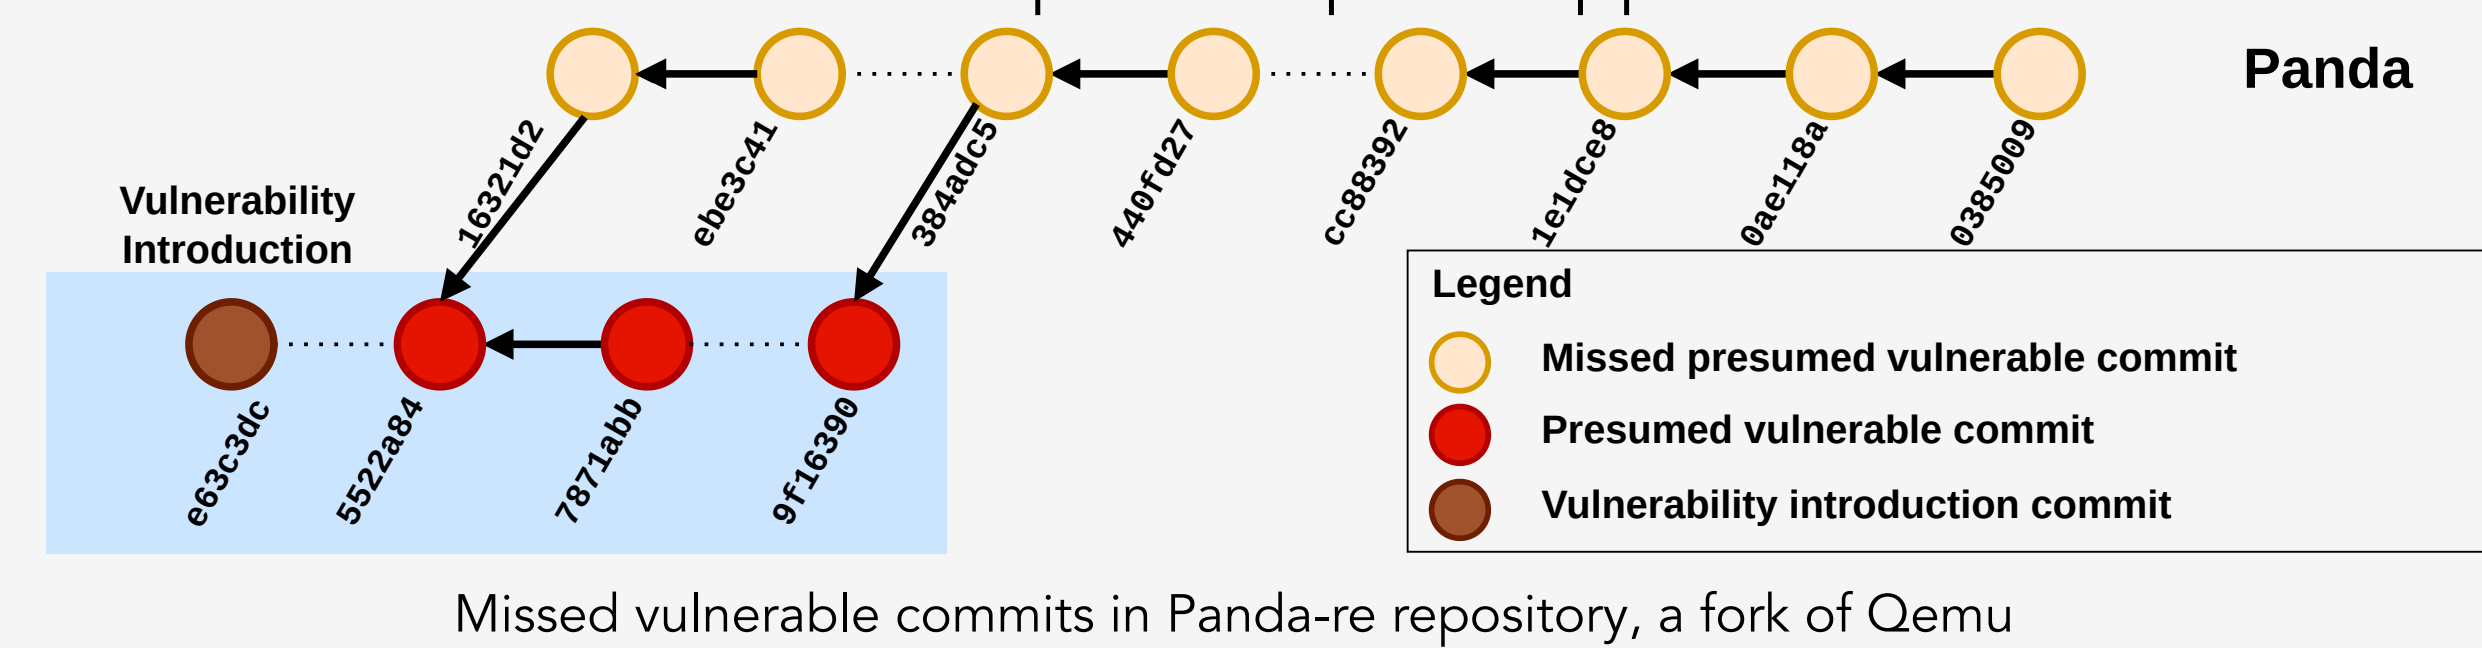 Panda
16321d2
ebe3c41
384adc5
440fd27
cc88392
1e1dce8
0ae118a
0385009
Vulnerability
Introduction
e63c3dc
5522a84
7871abb
9f16390
Legend
Missed presumed vulnerable commit
Presumed vulnerable commit
Vulnerability introduction commit
Missed vulnerable commits in Panda-re repository, a fork of Qemu